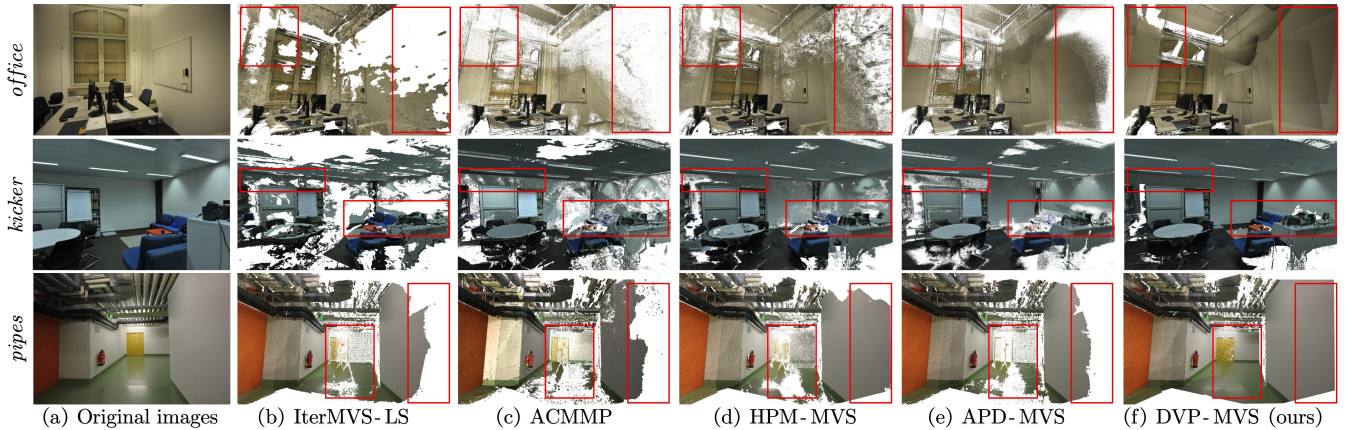 office
kicker
pipes
(a) Original images
(b) IterMVS-LS
(c) ACMMP
(d) HPM-MVS
(e) APD-MVS
(f) DVP-MVS (ours)